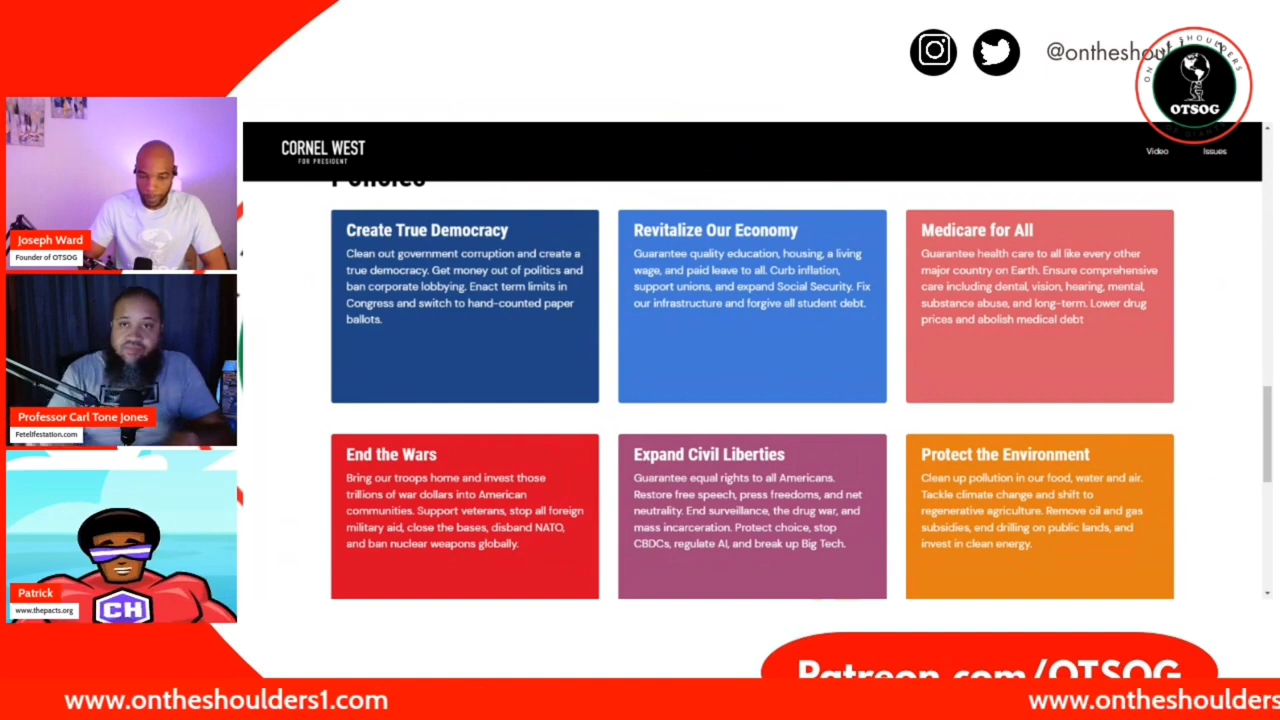 @ontheshoul
ON THE SHOULDERS
OTSOG
CORNEL WEST
FOR PRESIDENT
Video
Issues
Policies
Create True Democracy
Clean out government corruption and create a
true democracy. Get money out of politics and
ban corporate lobbying. Enact term limits in
Congress and switch to hand-counted paper
ballots.
Revitalize Our Economy
Guarantee quality education, housing, a living
wage, and paid leave to all. Curb inflation,
support unions, and expand Social Security. Fix
our infrastructure and forgive all student debt.
Medicare for All
Guarantee health care to all like every other
major country on Earth. Ensure comprehensive
care including dental, vision, hearing, mental,
substance abuse, and long-term. Lower drug
prices and abolish medical debt
End the Wars
Bring our troops home and invest those
trillions of war dollars into American
communities. Support veterans, stop all foreign
military aid, close the bases, disband NATO,
and ban nuclear weapons globally.
Expand Civil Liberties
Guarantee equal rights to all Americans.
Restore free speech, press freedoms, and net
neutrality. End surveillance, the drug war, and
mass incarceration. Protect choice, stop
CBDCs, regulate AI, and break up Big Tech.
Protect the Environment
Clean up pollution in our food, water and air.
Tackle climate change and shift to
regenerative agriculture. Remove oil and gas
subsidies, end drilling on public lands, and
invest in clean energy.
Joseph Ward
Founder of OTSOG
Professor Carl Tone Jones
Fetelifestation.com
Patrick
www.thepacts.org
CH
Patreon.com/OTSOG
www.ontheshoulders1.com
www.ontheshoulders